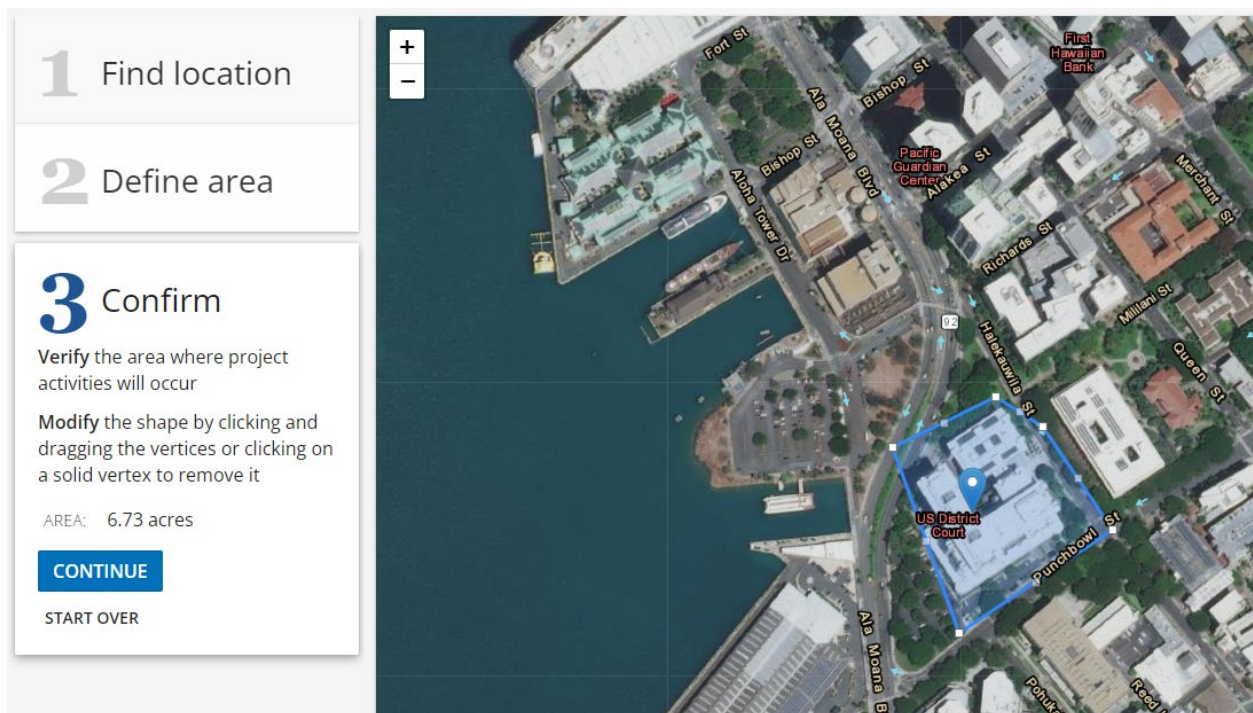 1 Find location
2 Define area
3 Confirm
Verify the area where project
activities will occur
Modify the shape by clicking and
dragging the vertices or clicking on
a solid vertex to remove it
AREA: 6.73 acres
CONTINUE
START OVER
+
−
Fort St
Ala Moana Blvd
Bishop St
First
Hawaiian
Bank
Bishop St
Pacific
Guardian
Center
Alakea St
Merchant St
Aloha Tower Dr
Richards St
Mililani St
92
Halekauwila St
Queen St
US District
Court
Punchbowl St
Ala Moana B
Pohuka
Reed